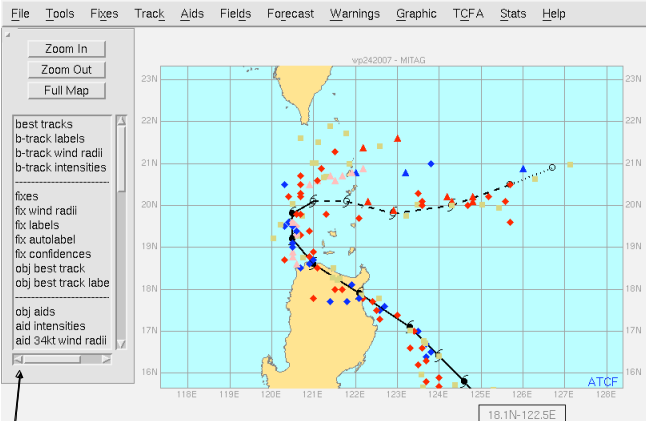 File Tools Fixes Track Aids Fields Forecast Warnings Graphic TCFA Stats Help
Zoom In
Zoom Out
Full Map
best tracks
b-track labels
b-track wind radii
b-track intensities
fixes
fix wind radii
fix labels
fix autolabel
fix confidences
obj best track
obj best track labe
obj aids
aid intensities
aid 34kt wind radii
wp242007 - MITAG
23N 23N
22N 22N
21N 21N
20N 20N
19N 19N
18N 18N
17N 17N
16N 16N
ATCF
118E 119E 120E 121E 122E 123E 124E 125E 126E 127E 128E
18.1N-122.5E